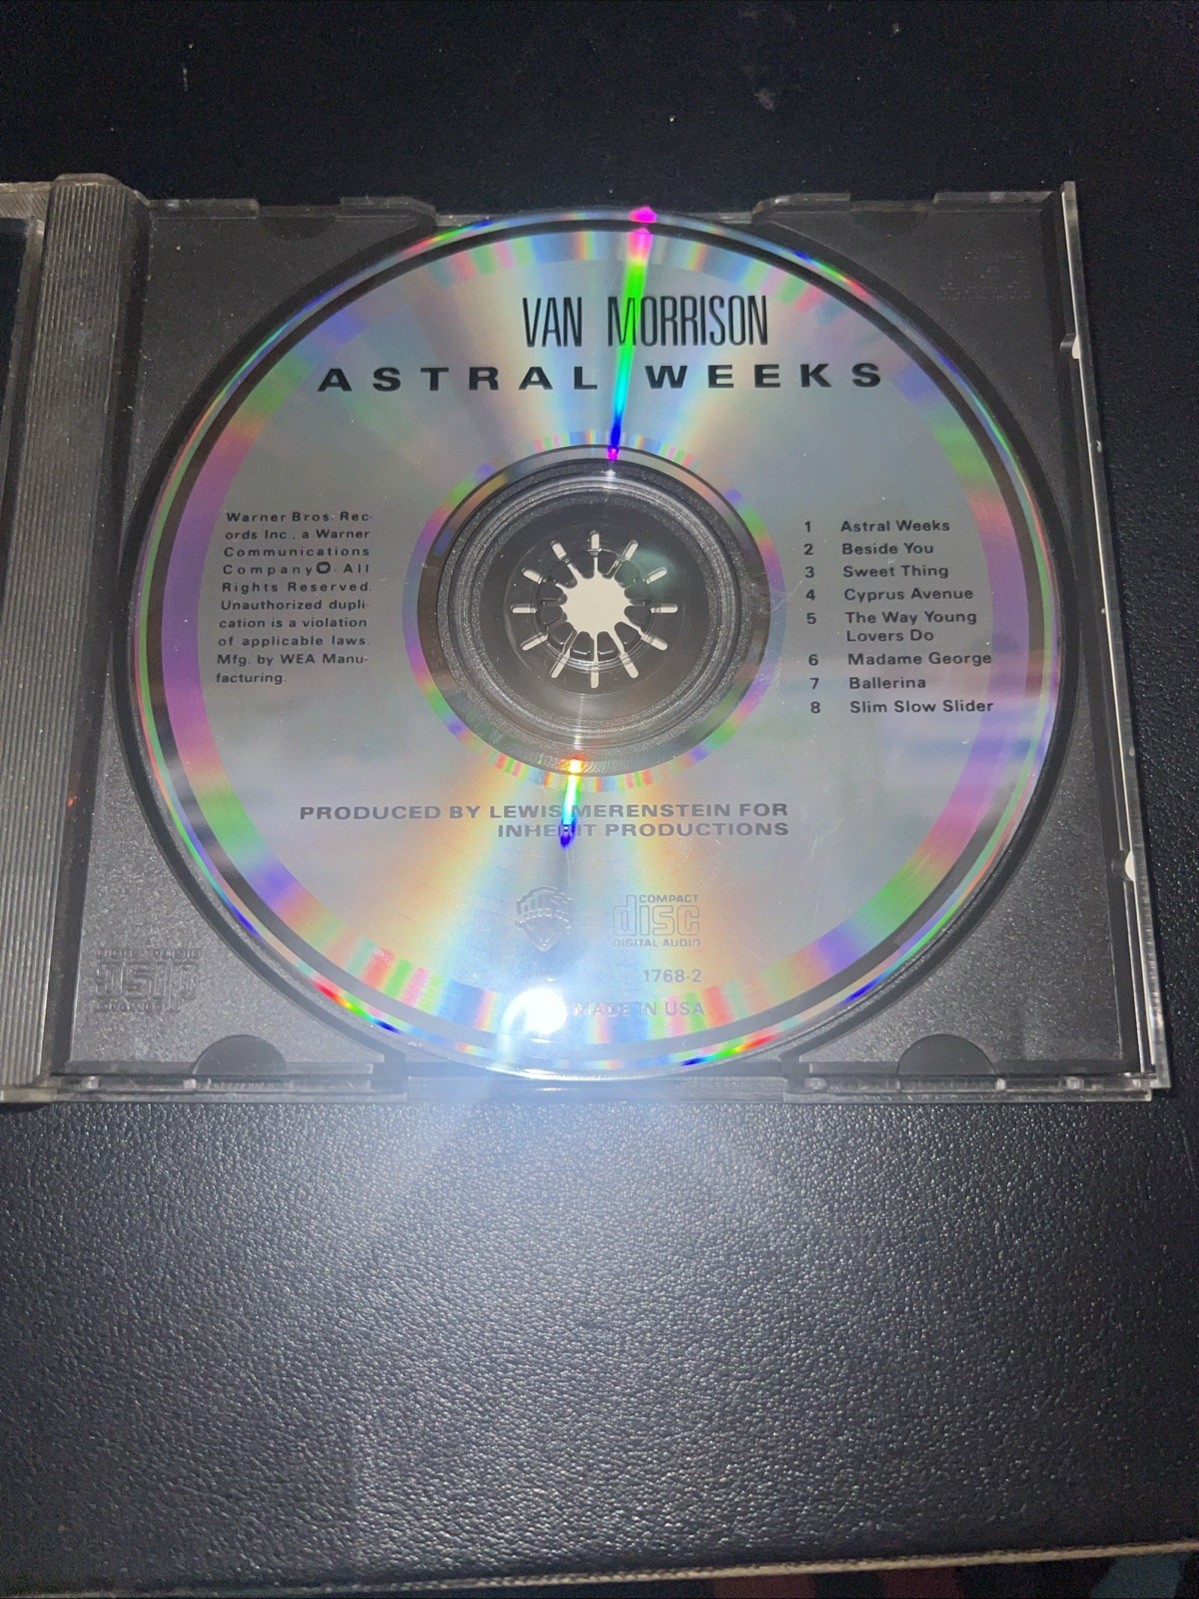 VAN MORRISON
ASTRAL WEEKS
Warner Bros. Rec-
ords Inc., a Warner
Communications
Company. All
Rights Reserved.
Unauthorized dupli-
cation is a violation
of applicable laws.
Mfg. by WEA Manu-
facturing.
1 Astral Weeks
2 Beside You
3 Sweet Thing
4 Cyprus Avenue
5 The Way Young
Lovers Do
6 Madame George
7 Ballerina
8 Slim Slow Slider
PRODUCED BY LEWIS MERENSTEIN FOR
INHERIT PRODUCTIONS
COMPACT
disc
DIGITAL AUDIO
1768-2
MADE IN USA